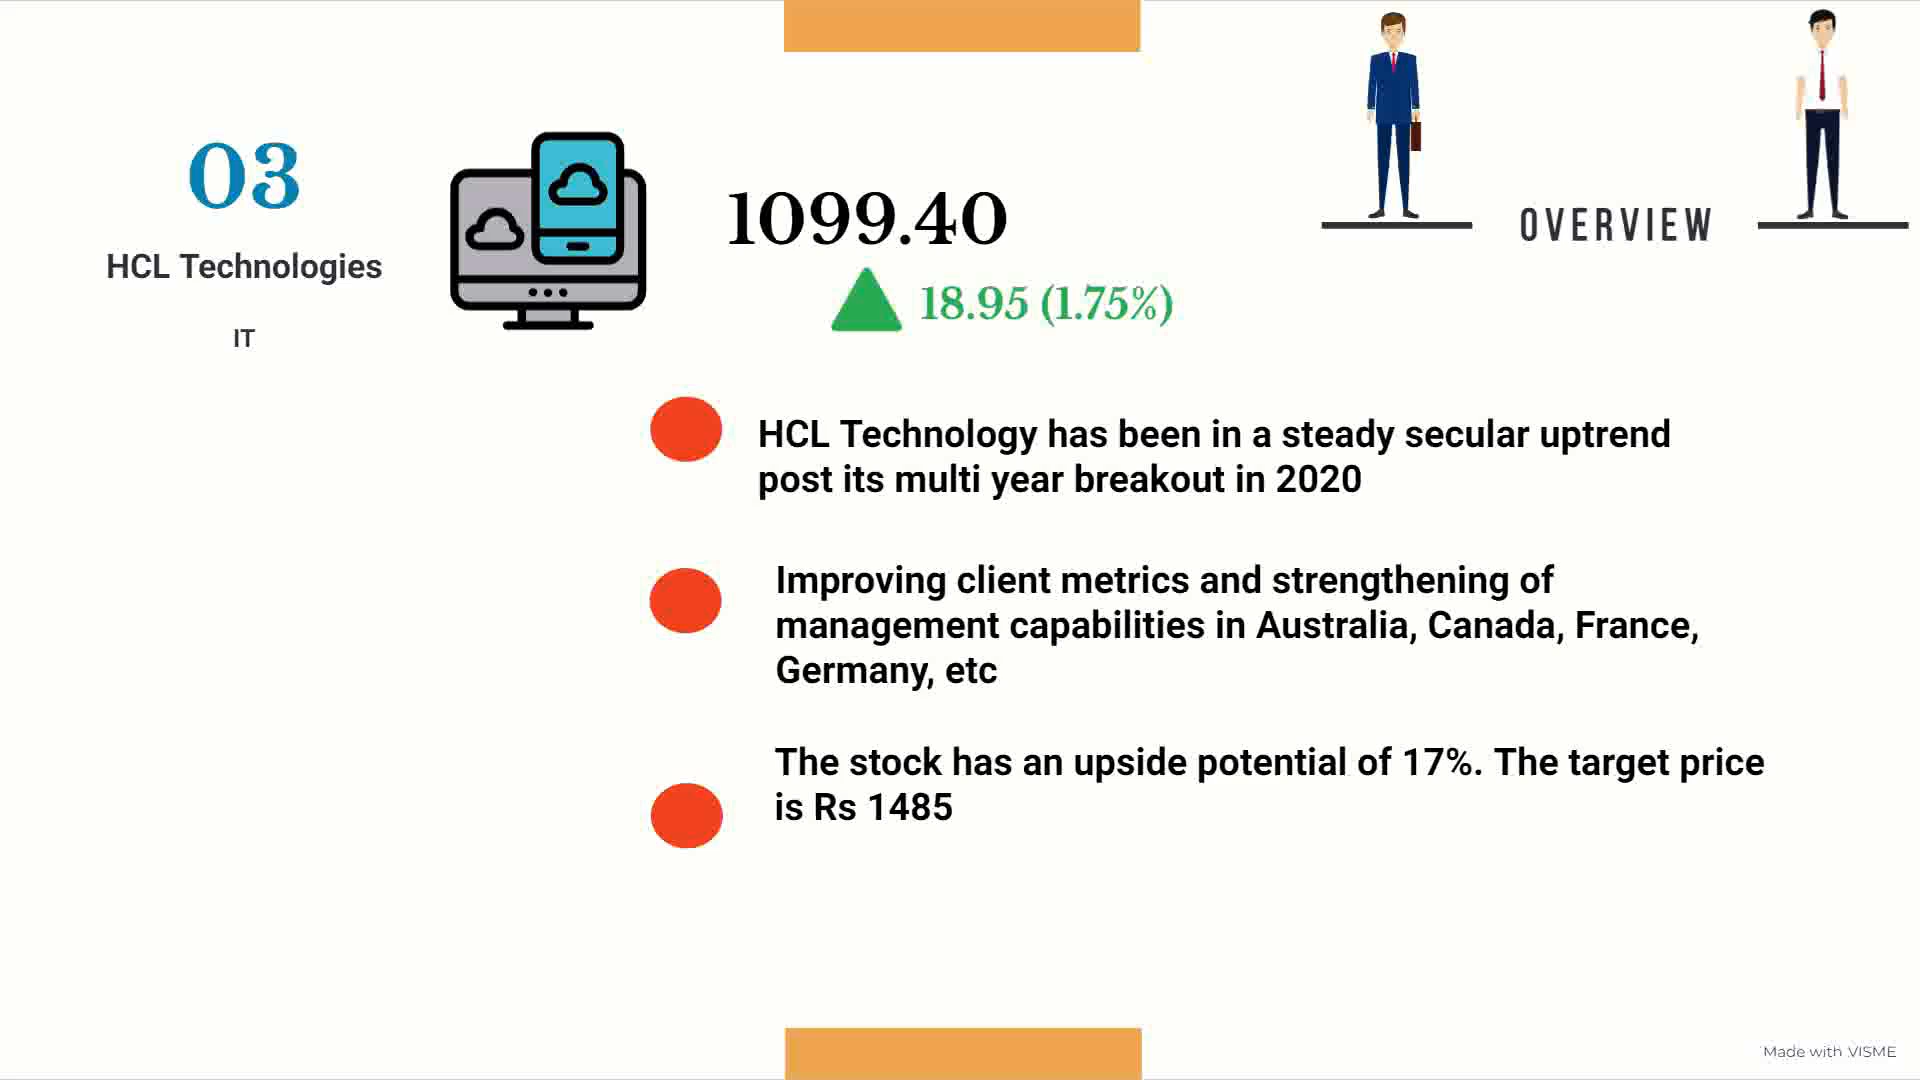 03
HCL Technologies
IT
1099.40
18.95 (1.75%)
OVERVIEW
HCL Technology has been in a steady secular uptrend
post its multi year breakout in 2020
Improving client metrics and strengthening of
management capabilities in Australia, Canada, France,
Germany, etc
The stock has an upside potential of 17%. The target price
is Rs 1485
Made with VISME